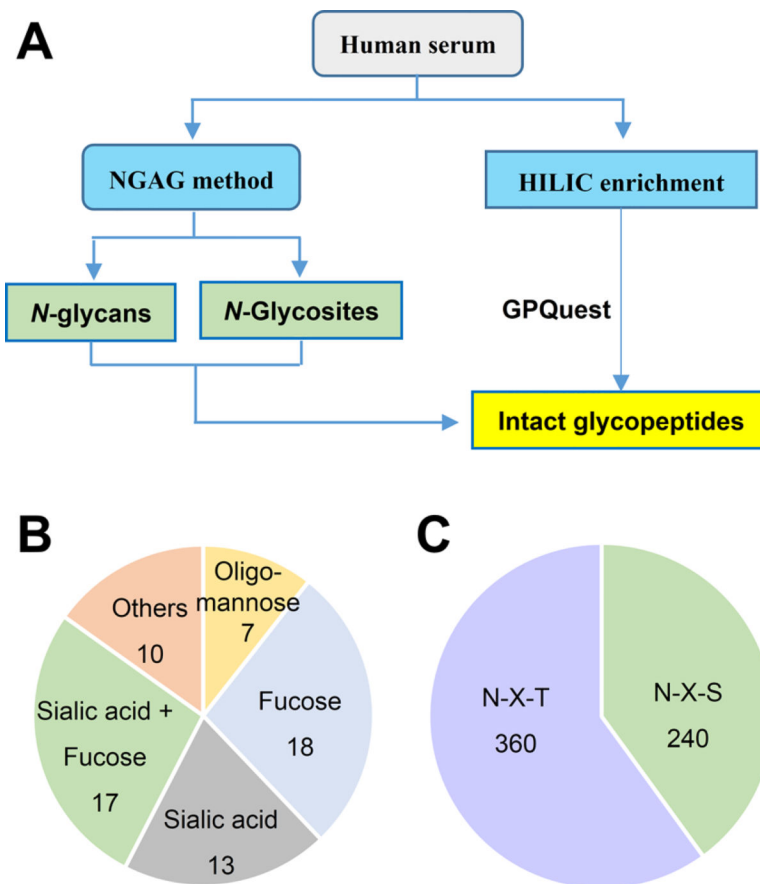 A
Human serum
NGAG method
HILIC enrichment
N-glycans
N-Glycosites
GPQuest
Intact glycopeptides
B
Oligo-
mannose
7
Fucose
18
Sialic acid
13
Sialic acid +
Fucose
17
Others
10
C
N-X-T
360
N-X-S
240